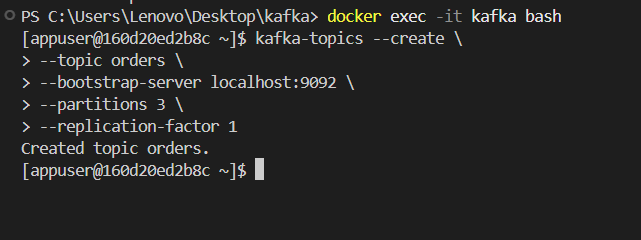 PS C:\Users\Lenovo\Desktop\kafka> docker exec -it kafka bash
[appuser@160d20ed2b8c ~]$ kafka-topics --create \
> --topic orders \
> --bootstrap-server localhost:9092 \
> --partitions 3 \
> --replication-factor 1
Created topic orders.
[appuser@160d20ed2b8c ~]$